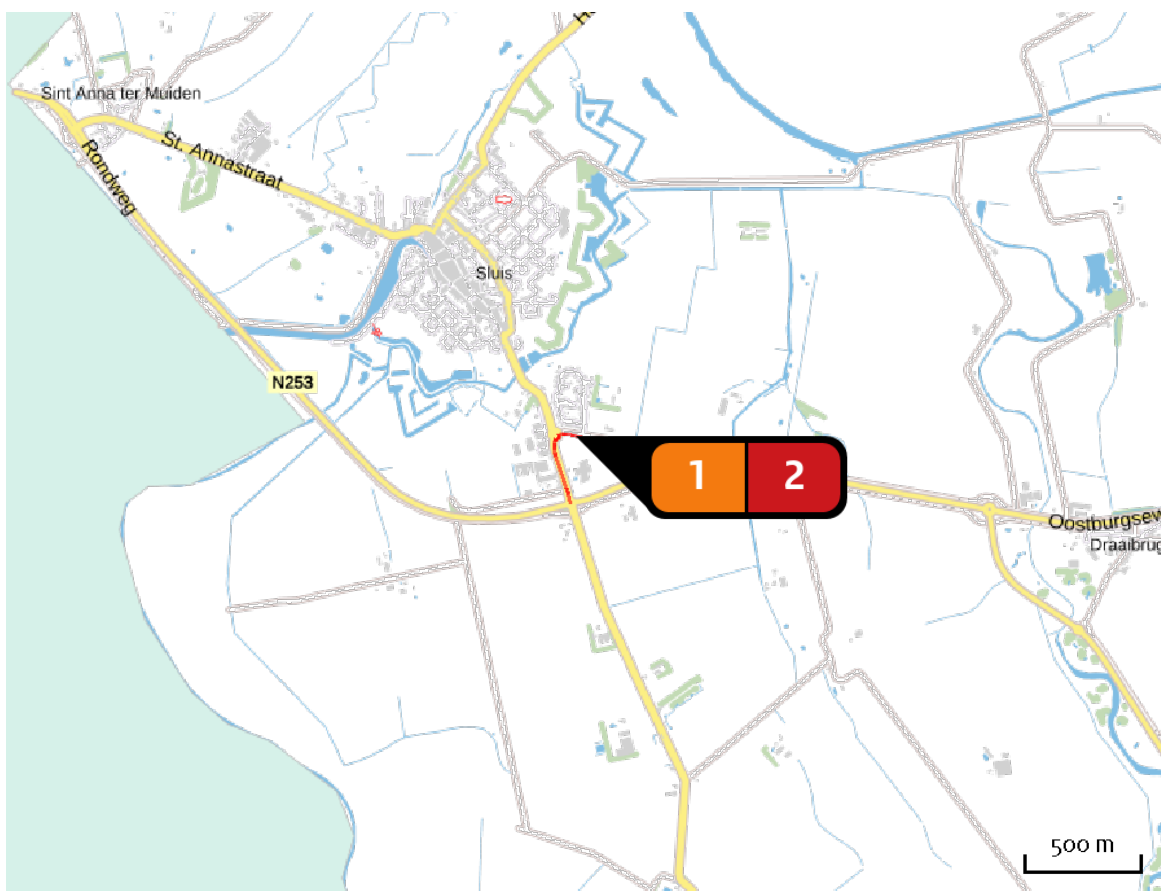 Sint Anna ter Muiden
St. Annastraat
Rondweg
Sluis
N253
1 2
Oostburgsew
Draaibrug
500 m